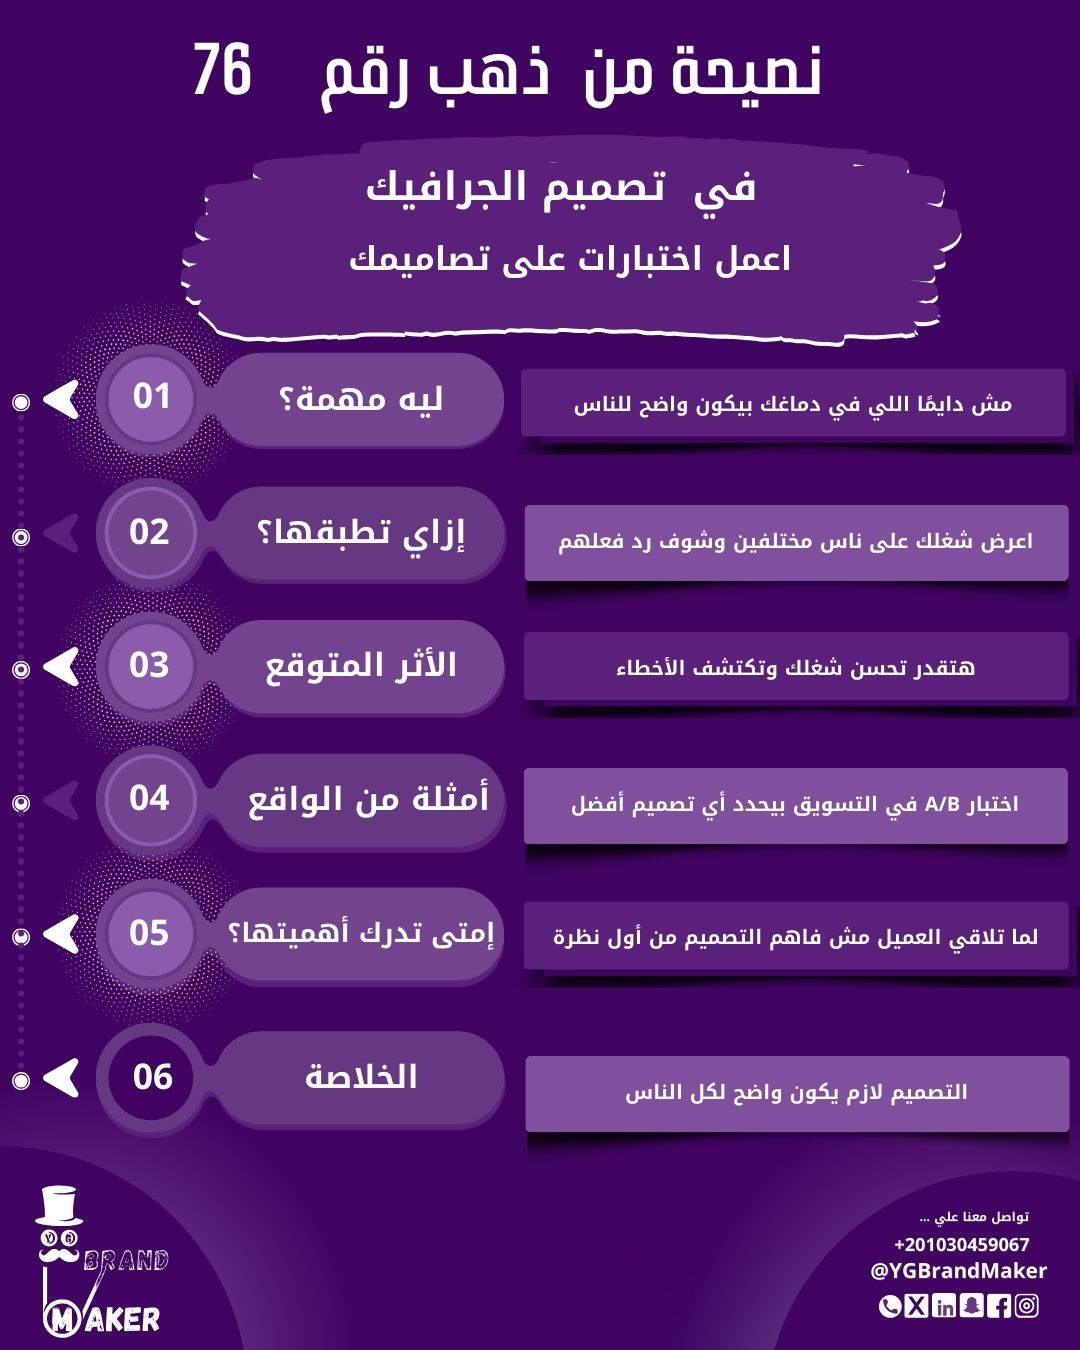 نصيحة من ذهب رقم 76
في تصميم الجرافيك
اعمل اختبارات على تصاميمك
01
ليه مهمة؟
مش دايمًا اللي في دماغك بيكون واضح للناس
02
إزاي تطبقها؟
اعرض شغلك على ناس مختلفين وشوف رد فعلهم
03
الأثر المتوقع
هتقدر تحسن شغلك وتكتشف الأخطاء
04
أمثلة من الواقع
اختبار A/B في التسويق بيحدد أي تصميم أفضل
05
إمتى تدرك أهميتها؟
لما تلاقي العميل مش فاهم التصميم من أول نظرة
06
الخلاصة
التصميم لازم يكون واضح لكل الناس
تواصل معنا علي ...
+201030459067
@YGBrandMaker
YG
BRAND
MAKER